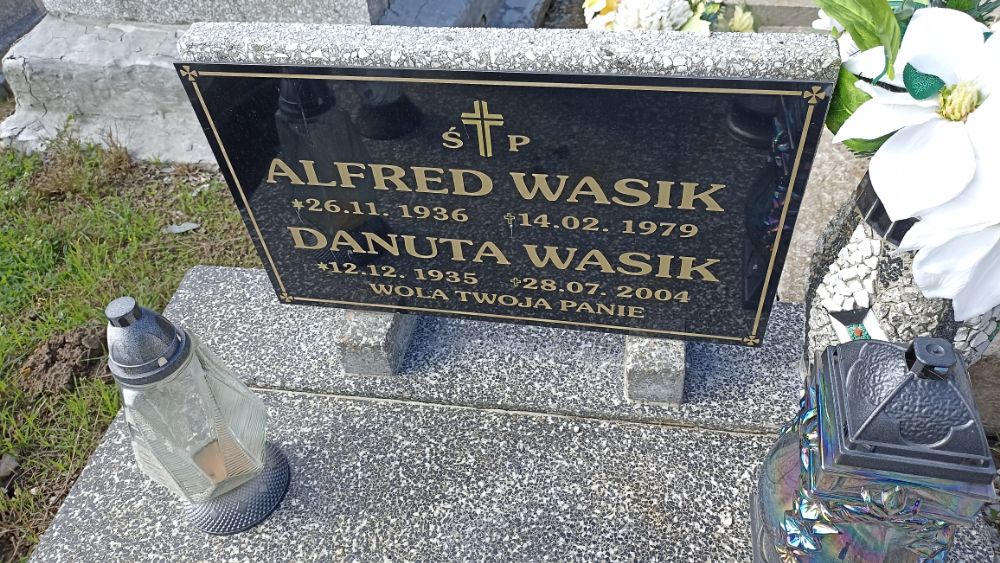 Ś P
ALFRED WASIK
*26.11. 1936 †14.02. 1979
DANUTA WASIK
*12.12. 1935 †28.07. 2004
WOLA TWOJA PANIE